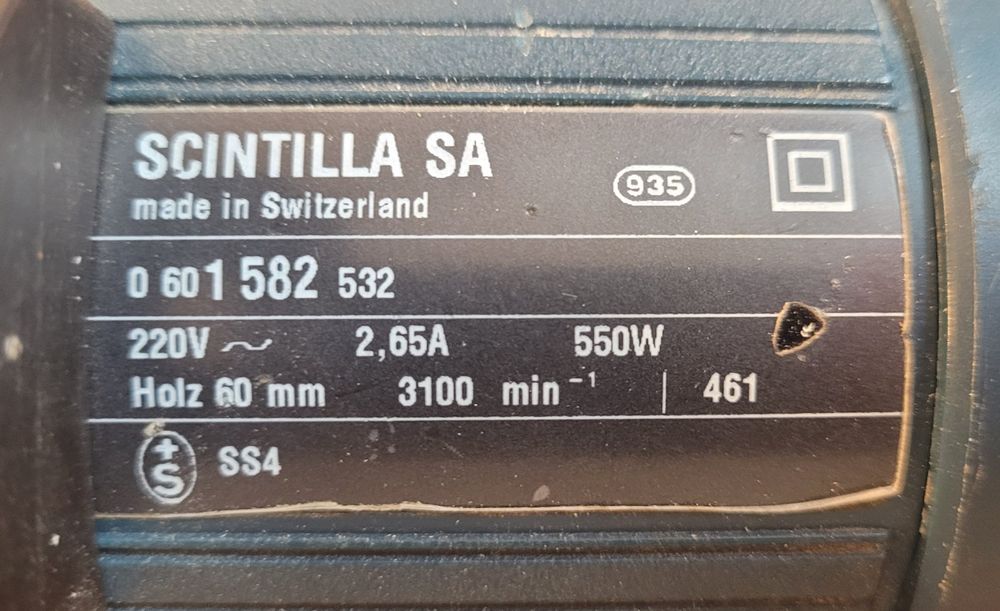 SCINTILLA SA
935
made in Switzerland
0 601 582 532
220V ~ 2,65A 550W
Holz 60 mm 3100 min⁻¹ | 461
+S SS4